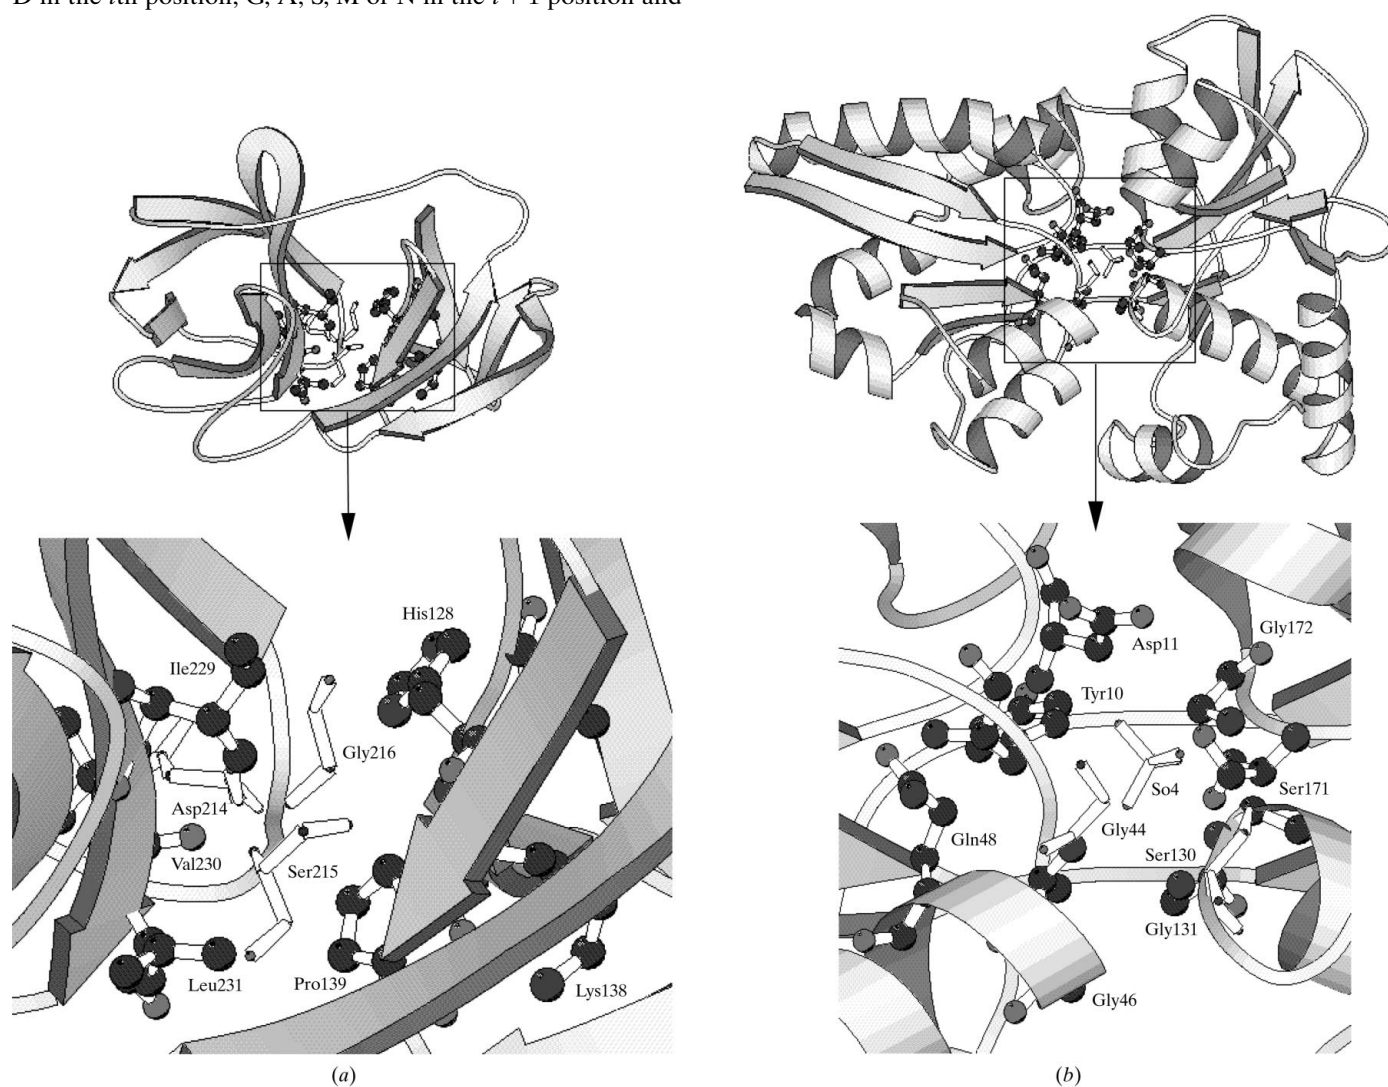 D in the ith position; G, A, S, M or N in the i + 1 position and
His128
Ile229
Gly216
Asp214
Val230
Ser215
Leu231
Pro139
Lys138
(a)
Asp11
Gly172
Tyr10
So4
Ser171
Gly44
Gln48
Ser130
Gly131
Gly46
(b)